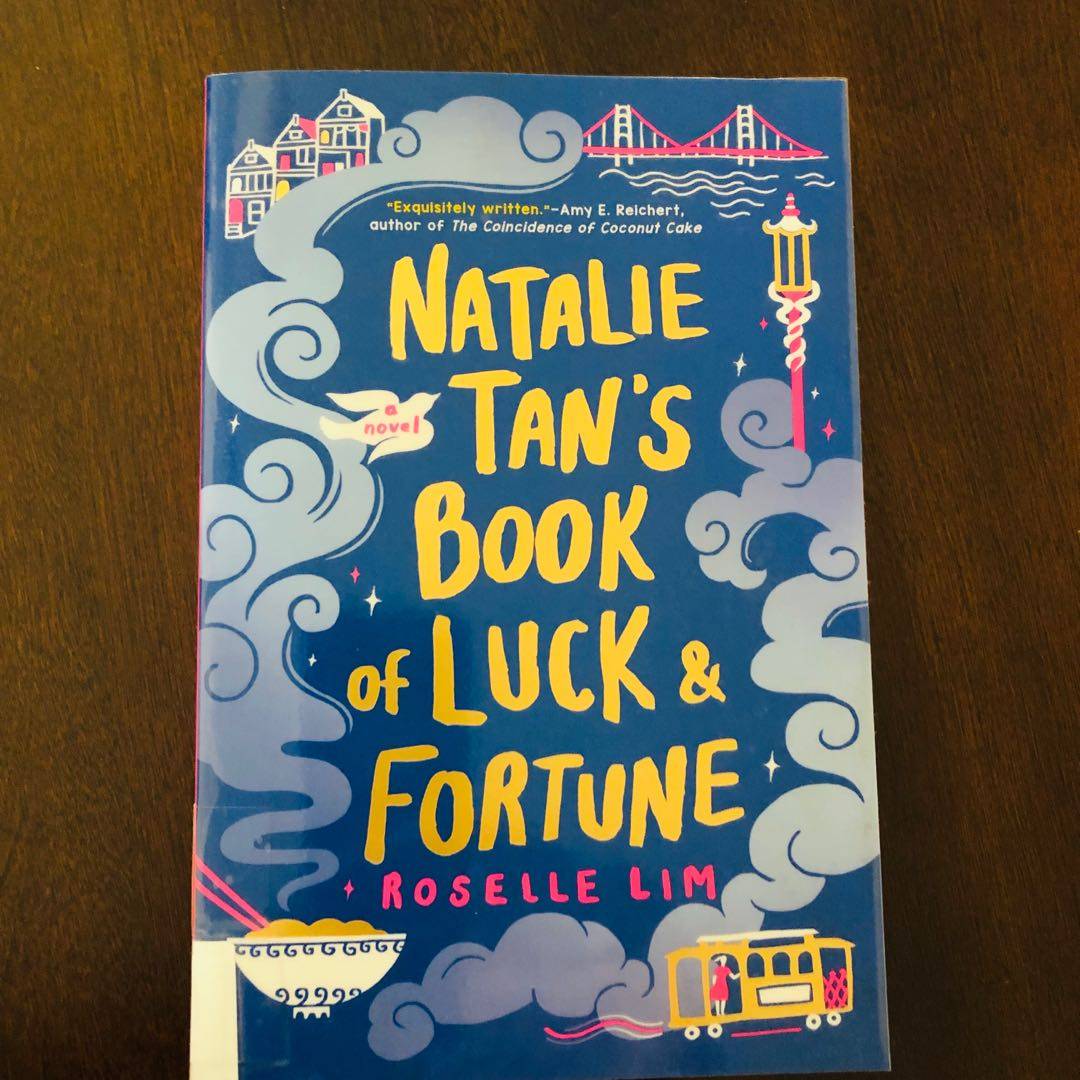 "Exquisitely written."–Amy E. Reichert,
author of The Coincidence of Coconut Cake
NATALIE
TAN'S
a
novel
BOOK
of LUCK &
FORTUNE
ROSELLE LIM